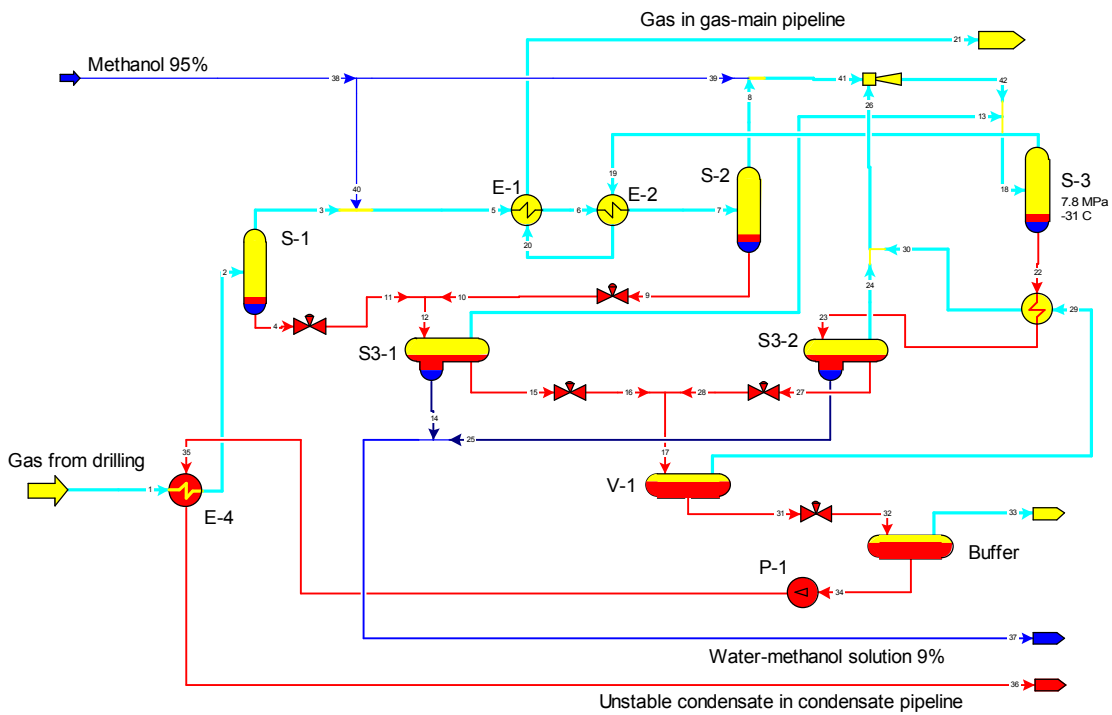 Gas in gas-main pipeline
21
Methanol 95%
38
39
41
42
8
26
13
S-2
19
E-1
E-2
S-3
7.8 MPa
-31 C
40
18
3
5
6
7
S-1
20
2
30
22
24
29
11
10
9
4
12
23
S3-1
S3-2
15
16
28
27
14
25
35
17
Gas from drilling
1
V-1
E-4
31
32
33
Buffer
P-1
34
37
Water-methanol solution 9%
36
Unstable condensate in condensate pipeline